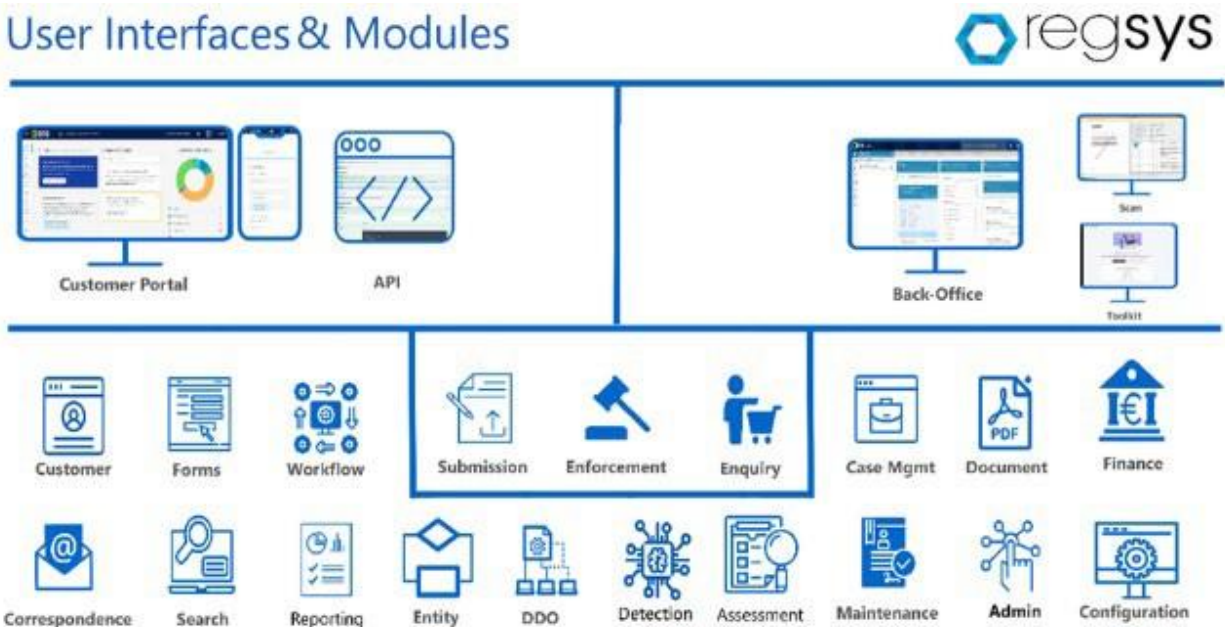 User Interfaces & Modules
regsys
Customer Portal
API
Back-Office
Scan
Toolkit
Customer
Forms
Workflow
Submission
Enforcement
Enquiry
Case Mgmt
PDF
Document
Finance
Correspondence
Search
Reporting
Entity
DDO
Detection
Assessment
Maintenance
Admin
Configuration